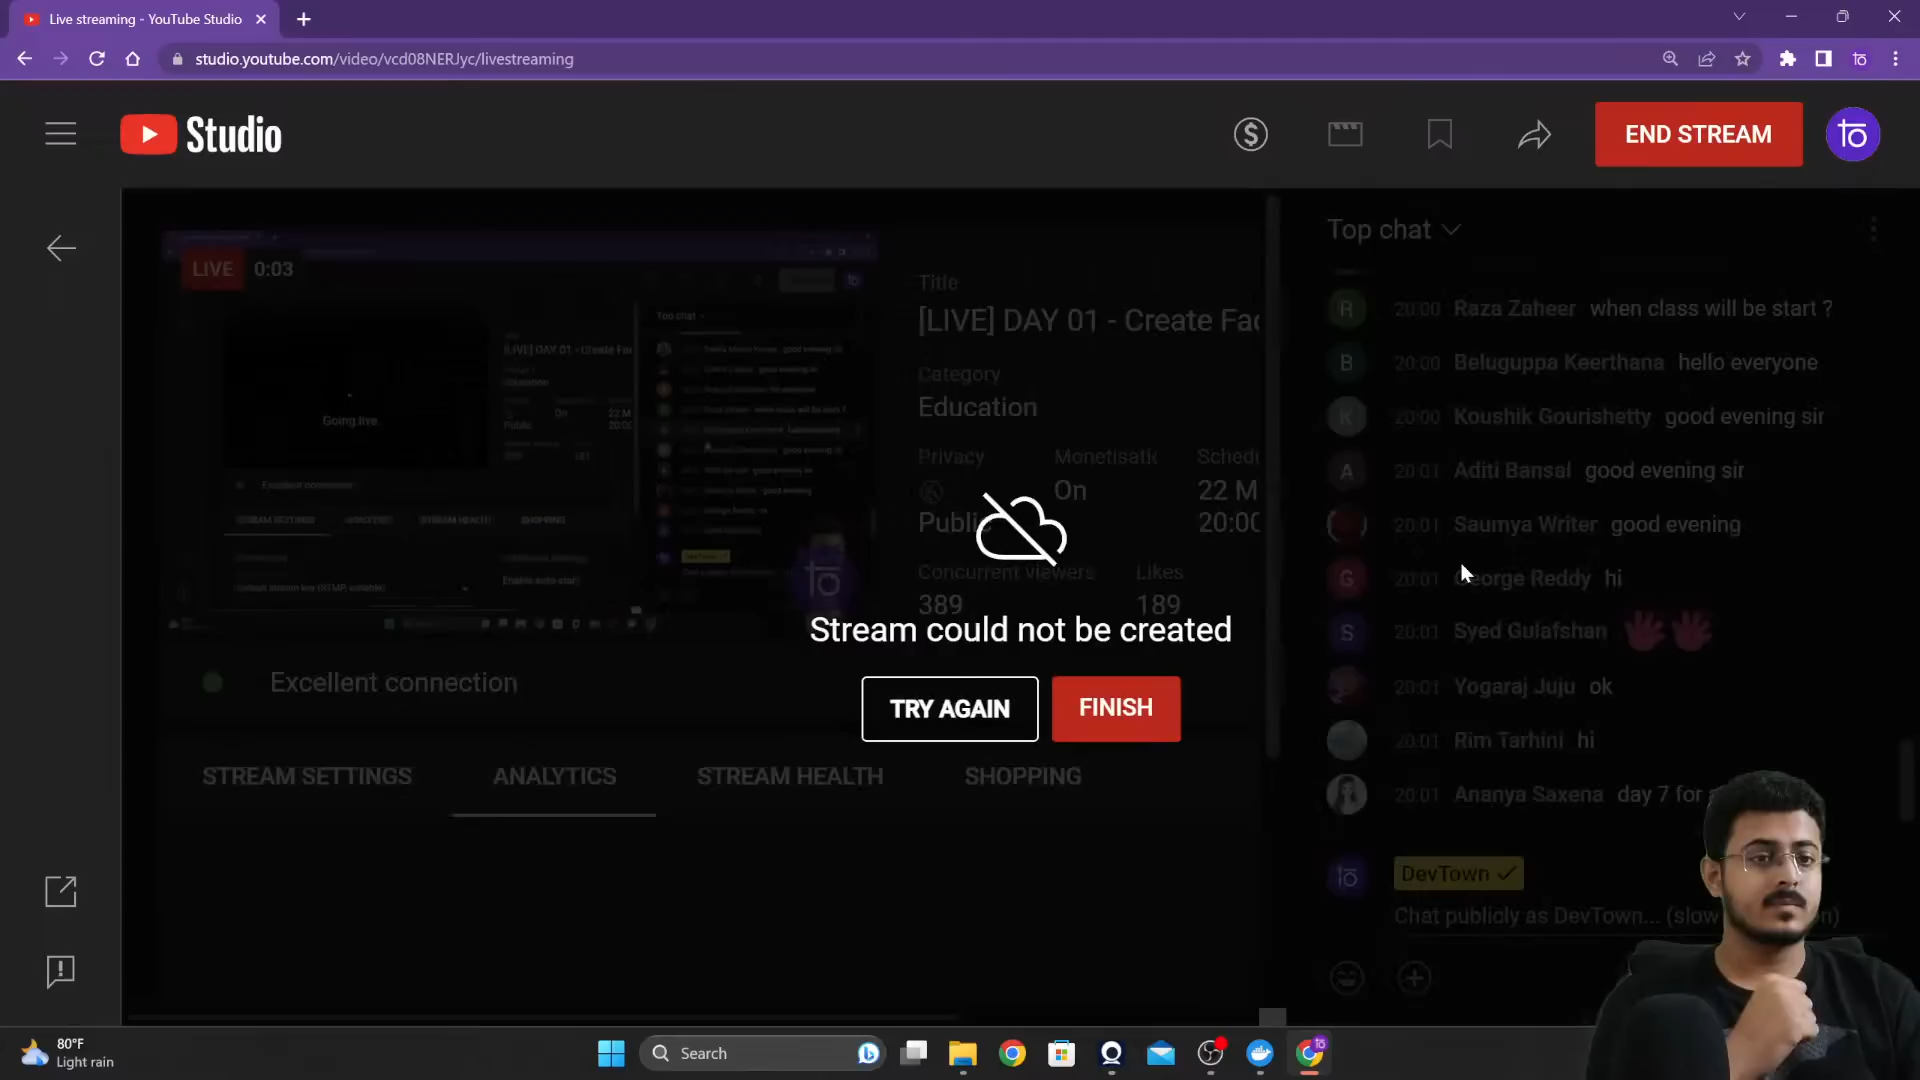 Live streaming - YouTube Studio
studio.youtube.com/video/vcd08NERJyc/livestreaming
Studio
END STREAM
LIVE 0:03
Going live
Title
[LIVE] DAY 01 - Create Fac
Category
Education
Privacy
Public
Monetisatic
On
Schedu
22 M
20:00
Concurrent viewers
389
Likes
189
Stream could not be created
TRY AGAIN
FINISH
Excellent connection
STREAM SETTINGS
ANALYTICS
STREAM HEALTH
SHOPPING
Top chat
R 20:00 Raza Zaheer when class will be start ?
B 20:00 Beluguppa Keerthana hello everyone
K 20:00 Koushik Gourishetty good evening sir
A 20:01 Aditi Bansal good evening sir
20:01 Saumya Writer good evening
G 20:01 George Reddy hi
S 20:01 Syed Gulafshan
20:01 Yogaraj Juju ok
20:01 Rim Tarhini hi
20:01 Ananya Saxena day 7 for
DevTown
Chat publicly as DevTown... (slow
80°F
Light rain
Search